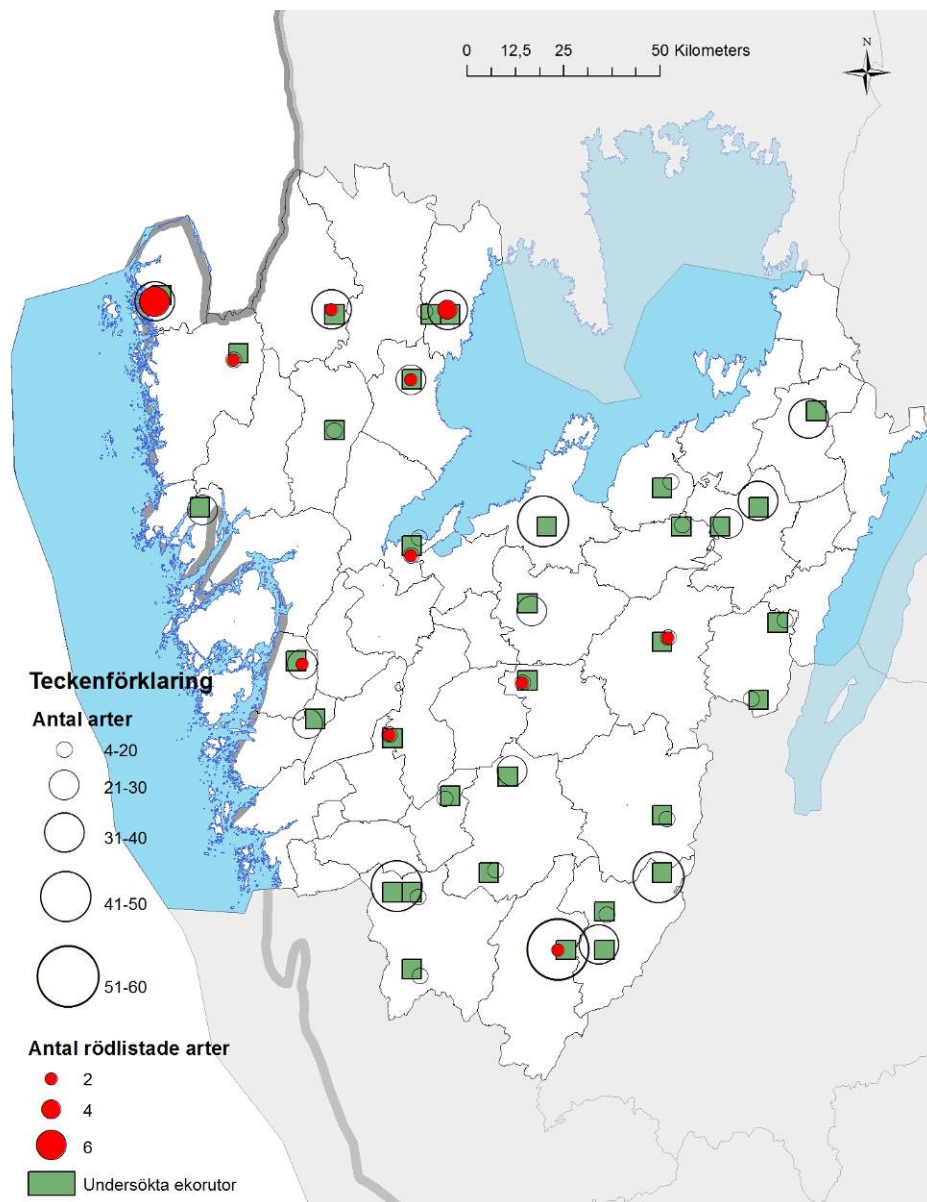 0 12,5 25 50 Kilometers
N
Teckenförklaring
Antal arter
4-20
21-30
31-40
41-50
51-60
Antal rödlistade arter
2
4
6
Undersökta ekorutor